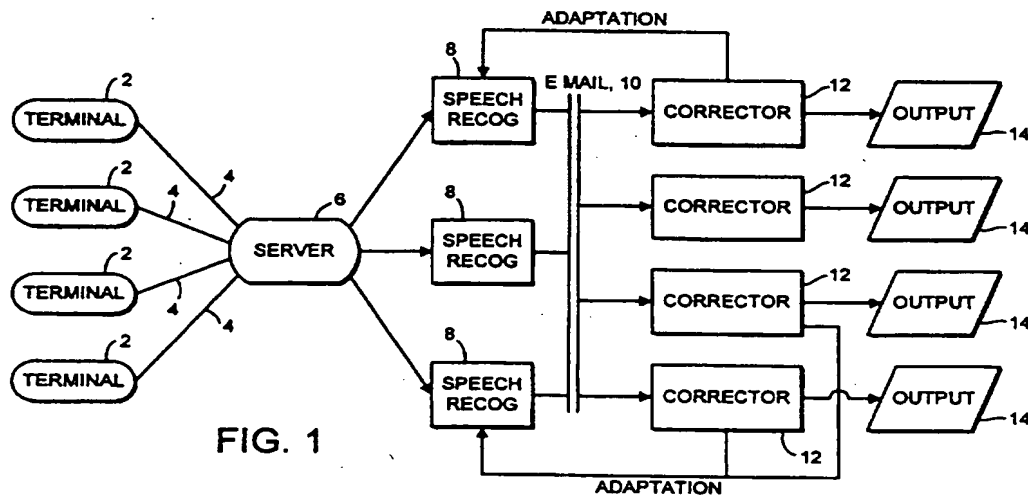 ADAPTATION
8
E MAIL, 10
2
TERMINAL
SPEECH
RECOG
CORRECTOR
12
OUTPUT
14
4
2
TERMINAL
4
6
SERVER
8
SPEECH
RECOG
CORRECTOR
12
OUTPUT
14
2
TERMINAL
4
CORRECTOR
12
OUTPUT
14
2
TERMINAL
4
8
SPEECH
RECOG
CORRECTOR
12
OUTPUT
14
FIG. 1
ADAPTATION